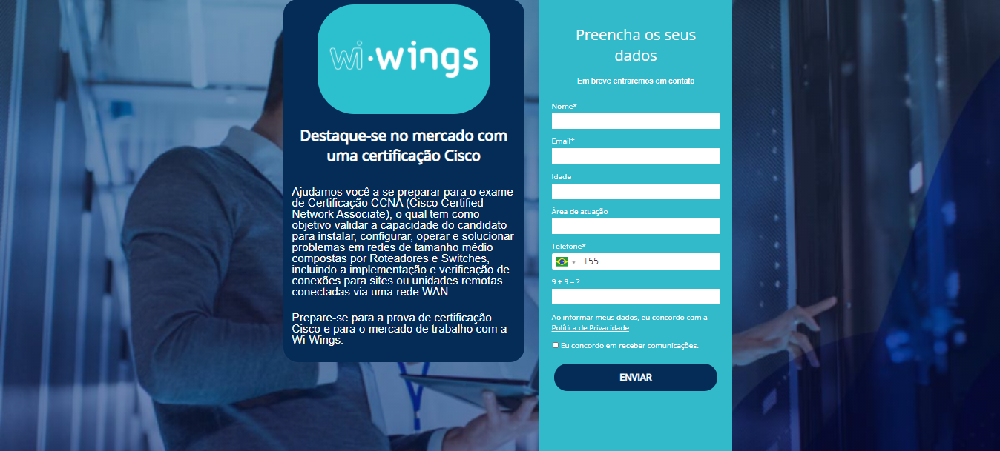 wi·wings
Destaque-se no mercado com
uma certificação Cisco
Ajudamos você a se preparar para o exame
de Certificação CCNA (Cisco Certified
Network Associate), o qual tem como
objetivo validar a capacidade do candidato
para instalar, configurar, operar e solucionar
problemas em redes de tamanho médio
compostas por Roteadores e Switches,
incluindo a implementação e verificação de
conexões para sites ou unidades remotas
conectadas via uma rede WAN.
Prepare-se para a prova de certificação
Cisco e para o mercado de trabalho com a
Wi-Wings.
Preencha os seus
dados
Em breve entraremos em contato
Nome*
Email*
Idade
Área de atuação
Telefone*
+55
9 + 9 = ?
Ao informar meus dados, eu concordo com a
Política de Privacidade.
Eu concordo em receber comunicações.
ENVIAR